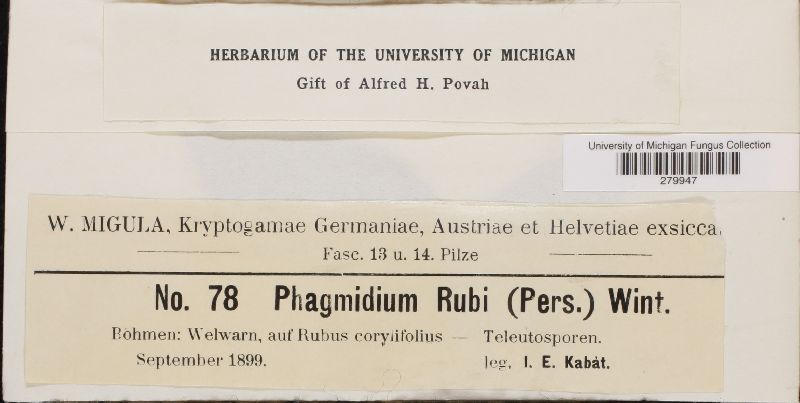 HERBARIUM OF THE UNIVERSITY OF MICHIGAN
Gift of Alfred H. Povah
University of Michigan Fungus Collection
279947
W. MIGULA, Kryptogamae Germaniae, Austriae et Helvetiae exsicca.
Fasc. 13 u. 14. Pilze
No. 78 Phagmidium Rubi (Pers.) Wint.
Böhmen: Welwarn, auf Rubus corylifolius — Teleutosporen.
September 1899. leg. I. E. Kabát.